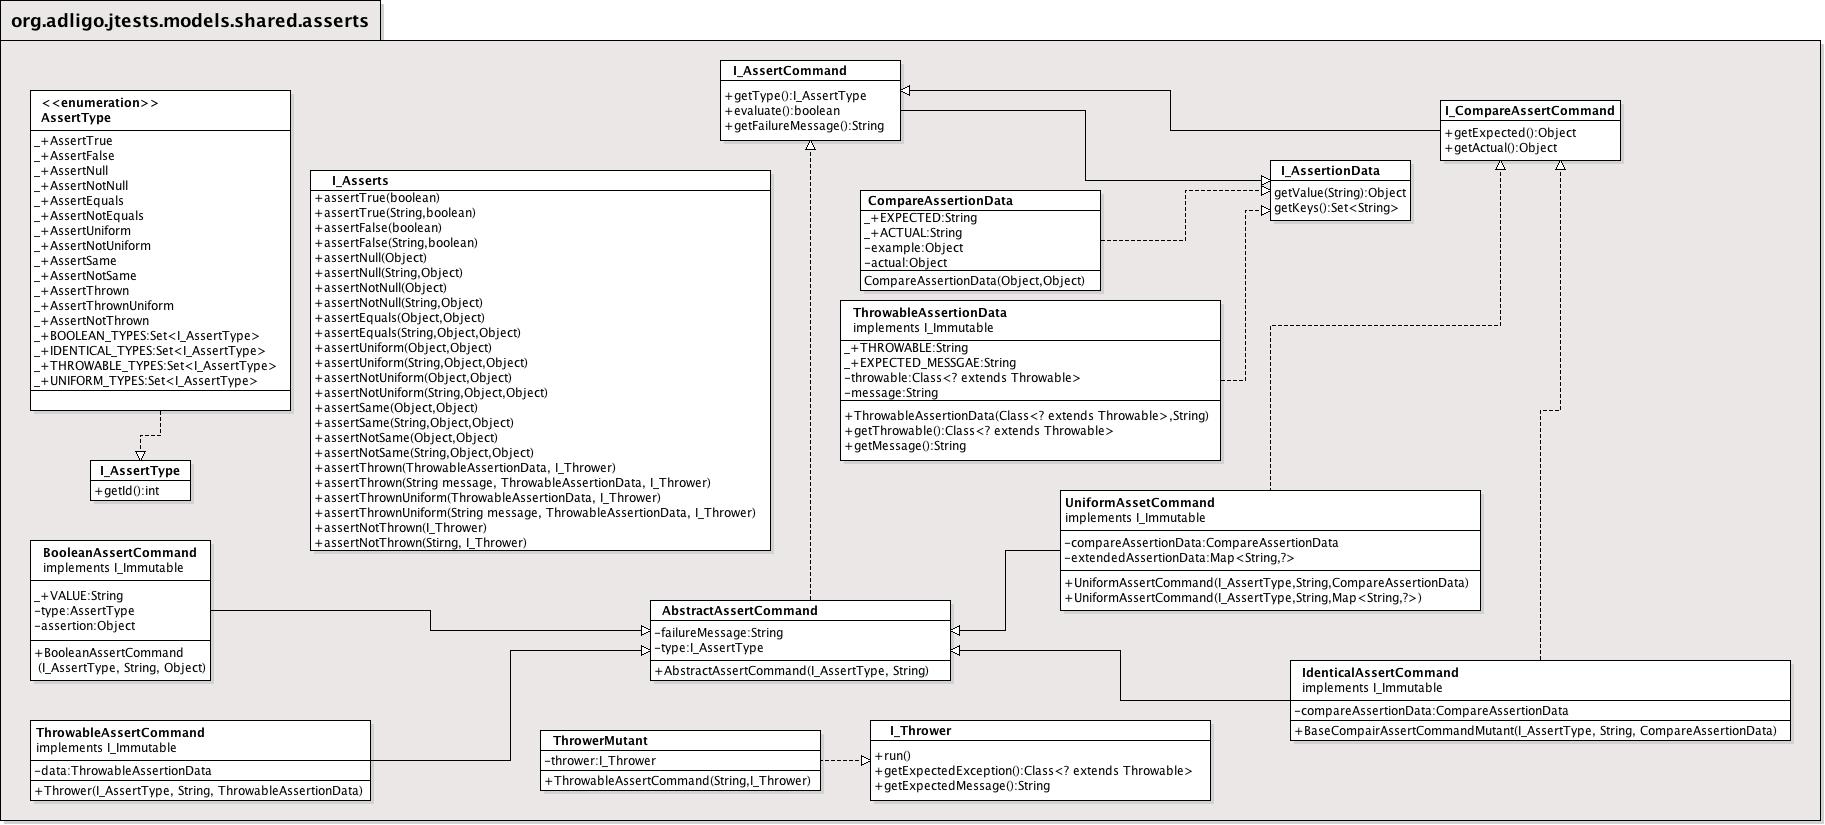 org.adligo.jtests.models.shared.asserts
I_AssertCommand
+getType():I_AssertType
+evaluate():boolean
+getFailureMessage():String
<<enumeration>>
AssertType
_+AssertTrue
_+AssertFalse
_+AssertNull
_+AssertNotNull
_+AssertEquals
_+AssertNotEquals
_+AssertUniform
_+AssertNotUniform
_+AssertSame
_+AssertNotSame
_+AssertThrown
_+AssertThrownUniform
_+AssertNotThrown
_+BOOLEAN_TYPES:Set<I_AssertType>
_+IDENTICAL_TYPES:Set<I_AssertType>
_+THROWABLE_TYPES:Set<I_AssertType>
_+UNIFORM_TYPES:Set<I_AssertType>
I_CompareAssertCommand
+getExpected():Object
+getActual():Object
I_AssertionData
getValue(String):Object
getKeys():Set<String>
I_Asserts
+assertTrue(boolean)
+assertTrue(String,boolean)
+assertFalse(boolean)
+assertFalse(String,boolean)
+assertNull(Object)
+assertNull(String,Object)
+assertNotNull(Object)
+assertNotNull(String,Object)
+assertEquals(Object,Object)
+assertEquals(String,Object,Object)
+assertUniform(Object,Object)
+assertUniform(String,Object,Object)
+assertNotUniform(Object,Object)
+assertNotUniform(String,Object,Object)
+assertSame(Object,Object)
+assertSame(String,Object,Object)
+assertNotSame(Object,Object)
+assertNotSame(String,Object,Object)
+assertThrown(ThrowableAssertionData, I_Thrower)
+assertThrown(String message, ThrowableAssertionData, I_Thrower)
+assertThrownUniform(ThrowableAssertionData, I_Thrower)
+assertThrownUniform(String message, ThrowableAssertionData, I_Thrower)
+assertNotThrown(I_Thrower)
+assertNotThrown(Stirng, I_Thrower)
CompareAssertionData
_+EXPECTED:String
_+ACTUAL:String
-example:Object
-actual:Object
CompareAssertionData(Object,Object)
ThrowableAssertionData
implements I_Immutable
_+THROWABLE:String
_+EXPECTED_MESSGAE:String
-throwable:Class<? extends Throwable>
-message:String
+ThrowableAssertionData(Class<? extends Throwable>,String)
+getThrowable():Class<? extends Throwable>
+getMessage():String
I_AssertType
+getId():int
UniformAssetCommand
implements I_Immutable
-compareAssertionData:CompareAssertionData
-extendedAssertionData:Map<String,?>
+UniformAssertCommand(I_AssertType,String,CompareAssertionData)
+UniformAssertCommand(I_AssertType,String,Map<String,?>)
BooleanAssertCommand
implements I_Immutable
_+VALUE:String
-type:AssertType
-assertion:Object
+BooleanAssertCommand
(I_AssertType, String, Object)
AbstractAssertCommand
-failureMessage:String
-type:I_AssertType
+AbstractAssertCommand(I_AssertType, String)
IdenticalAssertCommand
implements I_Immutable
-compareAssertionData:CompareAssertionData
+BaseCompairAssertCommandMutant(I_AssertType, String, CompareAssertionData)
ThrowableAssertCommand
implements I_Immutable
-data:ThrowableAssertionData
+Thrower(I_AssertType, String, ThrowableAssertionData)
ThrowerMutant
-thrower:I_Thrower
+ThrowableAssertCommand(String,I_Thrower)
I_Thrower
+run()
+getExpectedException():Class<? extends Throwable>
+getExpectedMessage():String